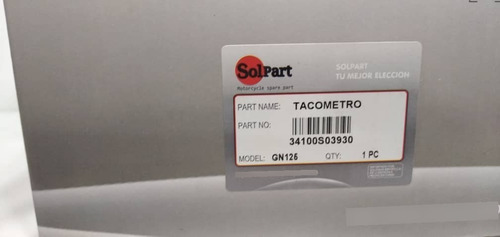 SolPart
Motorcycle spare part
SOLPART
TU MEJOR ELECCION
PART NAME: TACOMETRO
PART NO:
34100S03930
MODEL: GN125 QTY: 1 PC